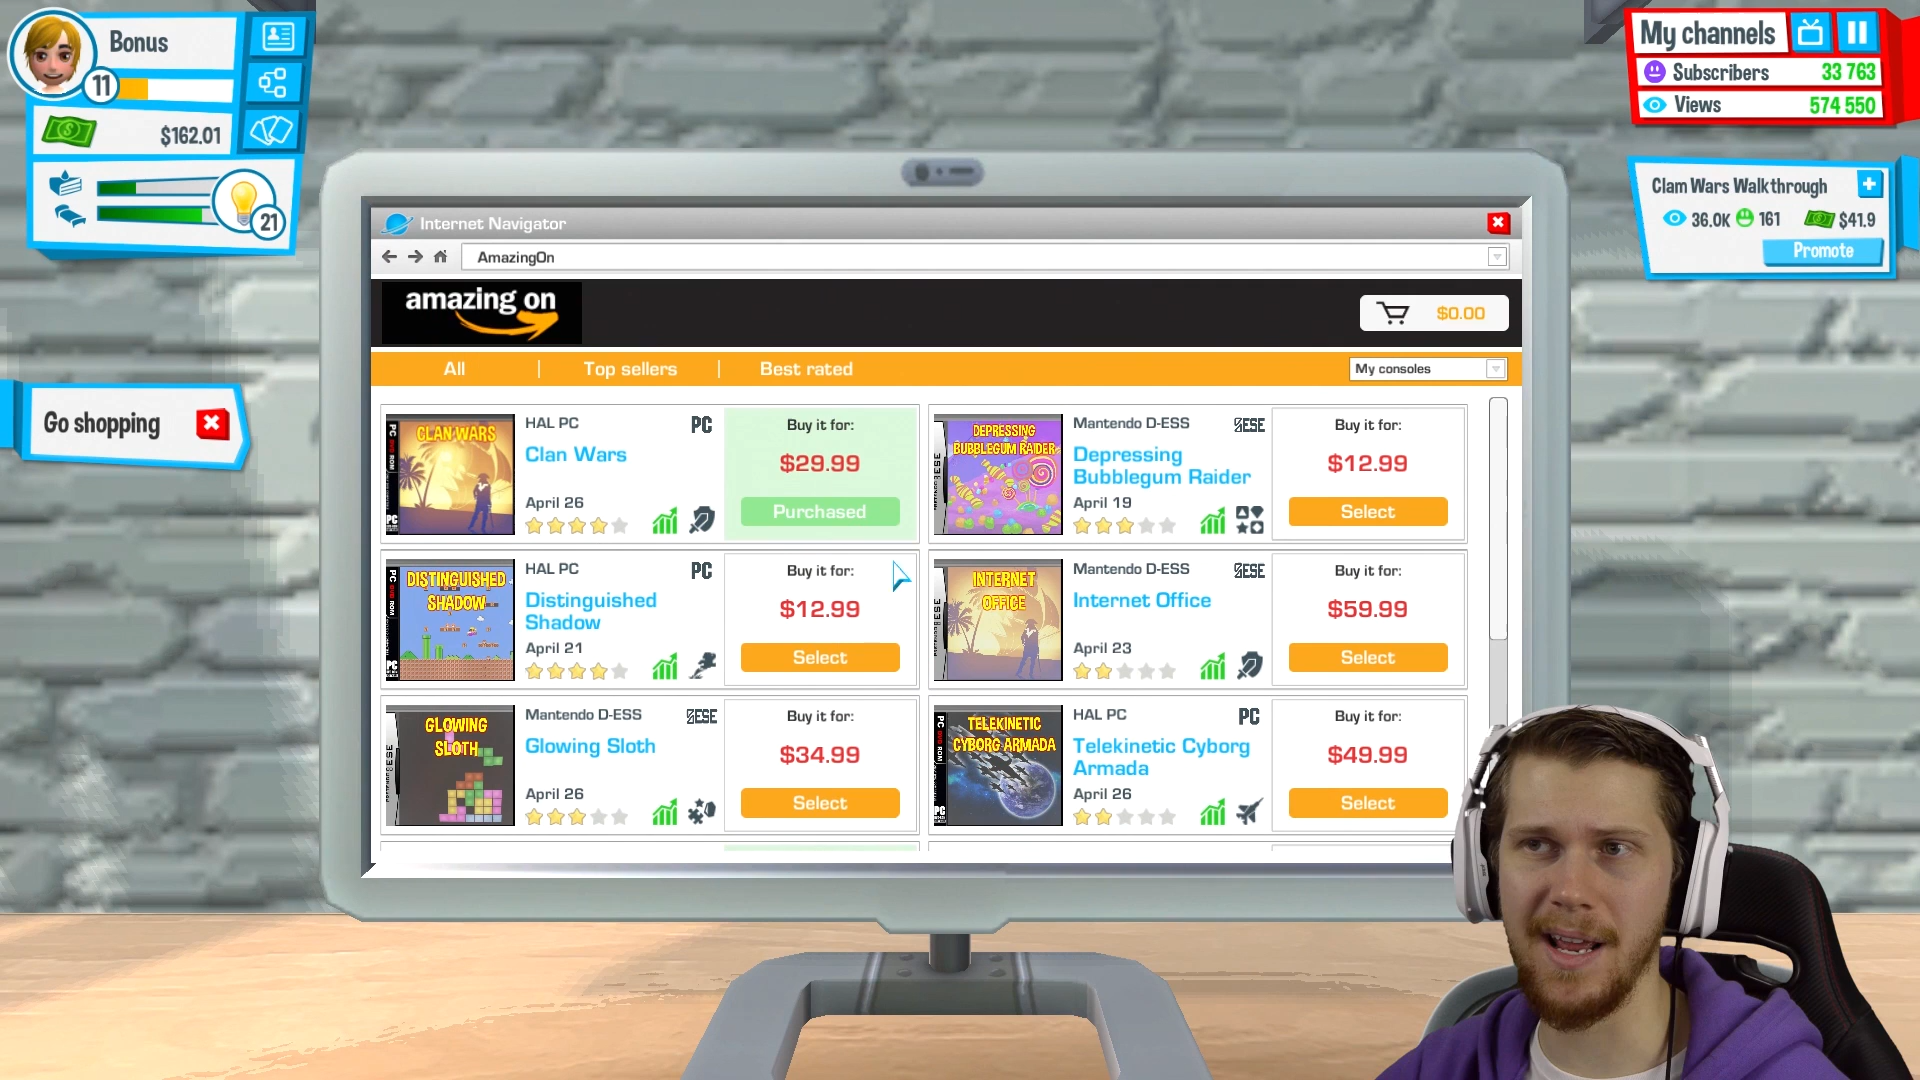 Bonus
11
$162.01
21
My channels
Subscribers 33 763
Views 574 550
Clam Wars Walkthrough
36.0K 161 $41.9
Promote
Go shopping
Internet Navigator
AmazingOn
amazing on
$0.00
All | Top sellers | Best rated
My consoles
CLAN WARS
PC
HAL PC
PC
Clan Wars
April 26
Buy it for:
$29.99
Purchased
DEPRESSING
BUBBLEGUM RAIDER
Mantendo D-ESS
Depressing
Bubblegum Raider
April 19
Buy it for:
$12.99
Select
DISTINGUISHED
SHADOW
PC
HAL PC
PC
Distinguished
Shadow
April 21
Buy it for:
$12.99
Select
INTERNET
OFFICE
Mantendo D-ESS
Internet Office
April 23
Buy it for:
$59.99
Select
GLOWING
SLOTH
Mantendo D-ESS
Glowing Sloth
April 26
Buy it for:
$34.99
Select
TELEKINETIC
CYBORG ARMADA
PC
HAL PC
PC
Telekinetic Cyborg
Armada
April 26
Buy it for:
$49.99
Select